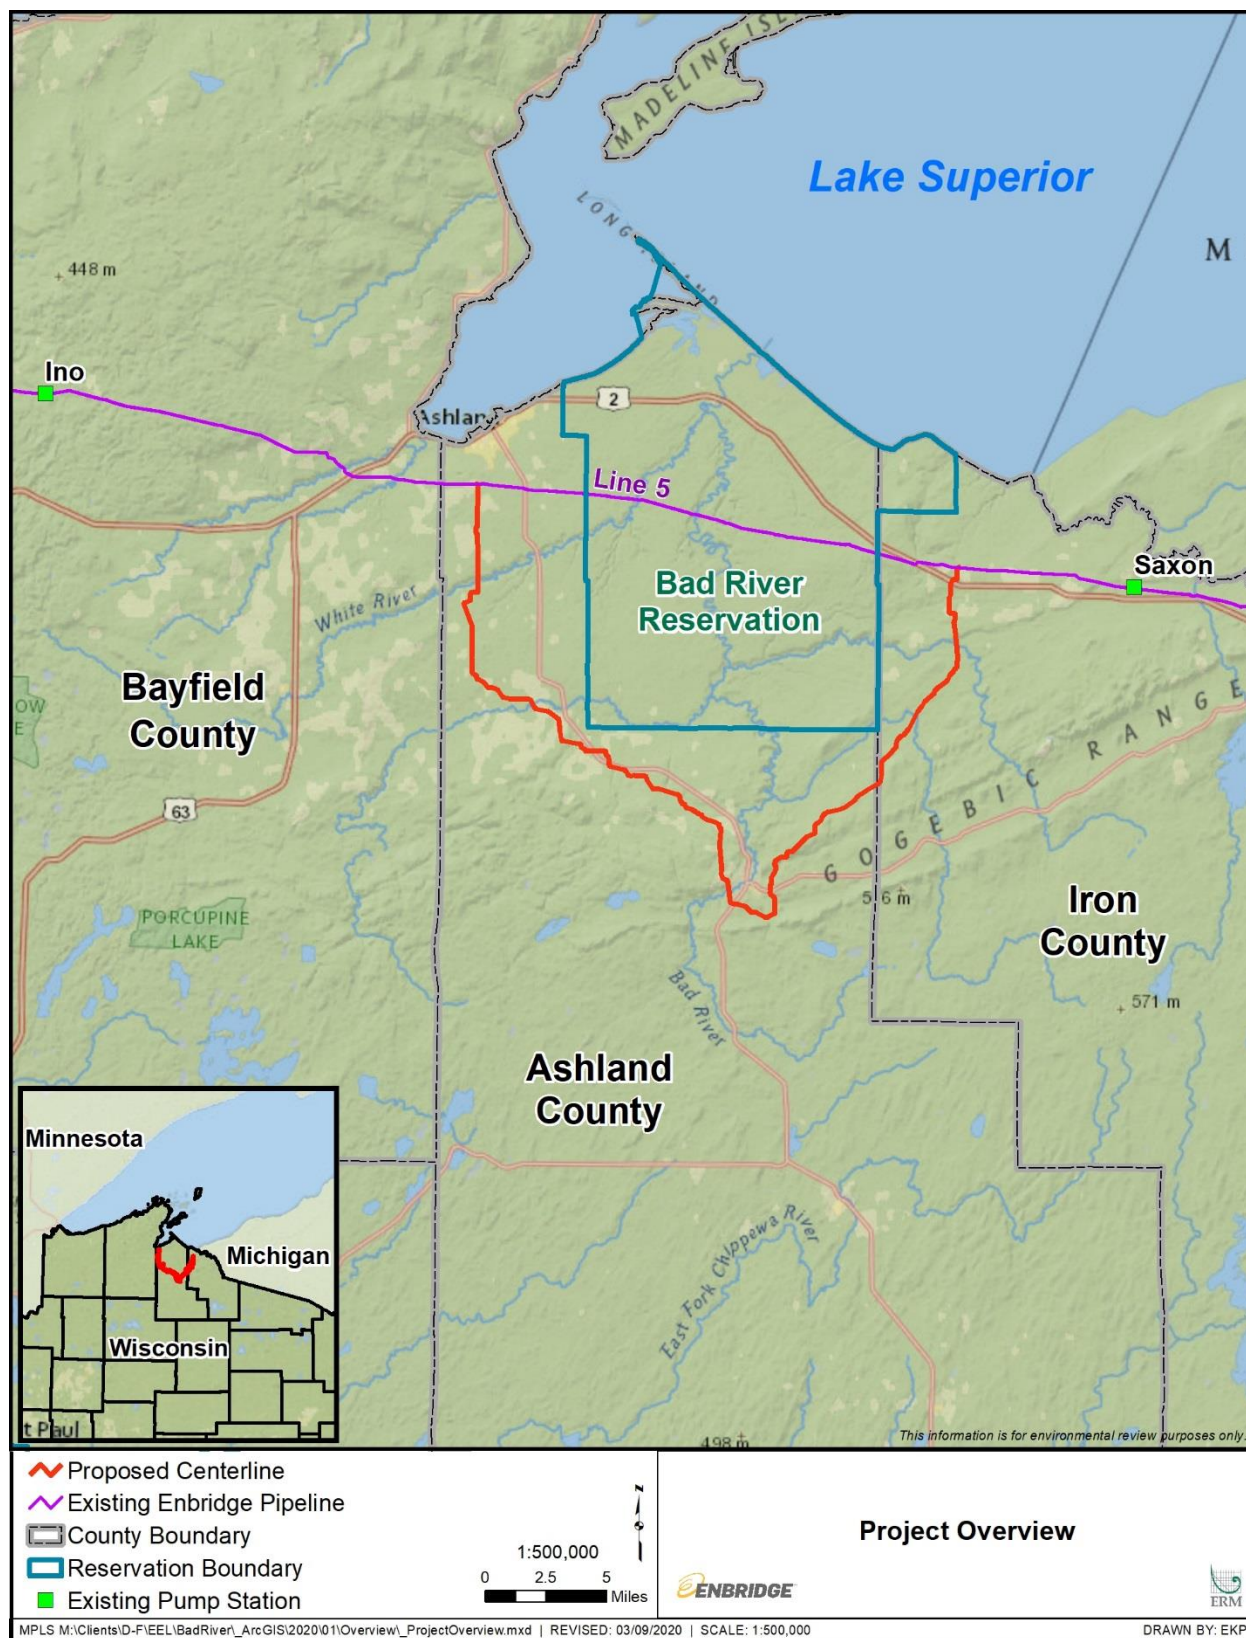 MADELINE ISL
Lake Superior
LONG ISLAND
M
448 m
Ino
2
Ashlan
Line 5
Saxon
Bad River
Reservation
White River
Bayfield
County
OW
E
63
GOGEBIC RANGE
PORCUPINE
LAKE
Iron
County
571 m
Bad River
Ashland
County
East Fork Chippewa River
498 m
Minnesota
Michigan
Wisconsin
t Paul
This information is for environmental review purposes only.
Proposed Centerline
Existing Enbridge Pipeline
County Boundary
Reservation Boundary
Existing Pump Station
N
1:500,000
0 2.5 5
Miles
Project Overview
ENBRIDGE
ERM
MPLS M:\Clients\D-F\EEL\BadRiver\_ArcGIS\2020\01\Overview\_ProjectOverview.mxd | REVISED: 03/09/2020 | SCALE: 1:500,000
DRAWN BY: EKP